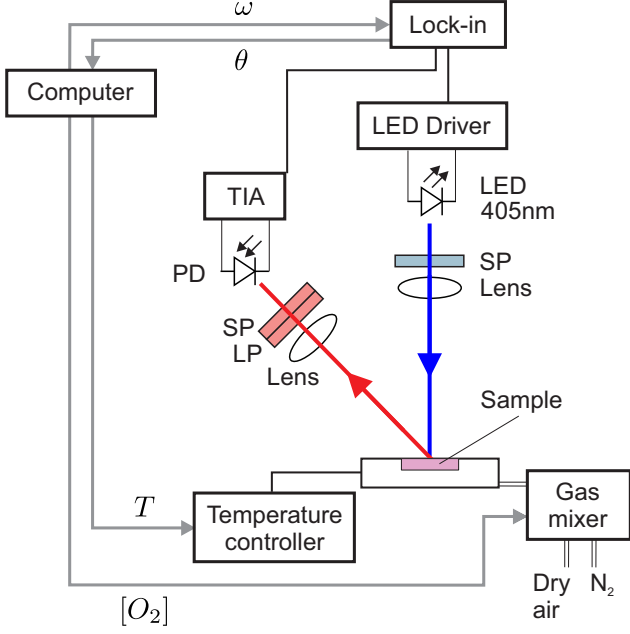 ω
Lock-in
θ
Computer
LED Driver
TIA
LED
405nm
PD
SP
Lens
SP
LP
Lens
Sample
T
Temperature
controller
Gas
mixer
Dry
air
N₂
[O₂]